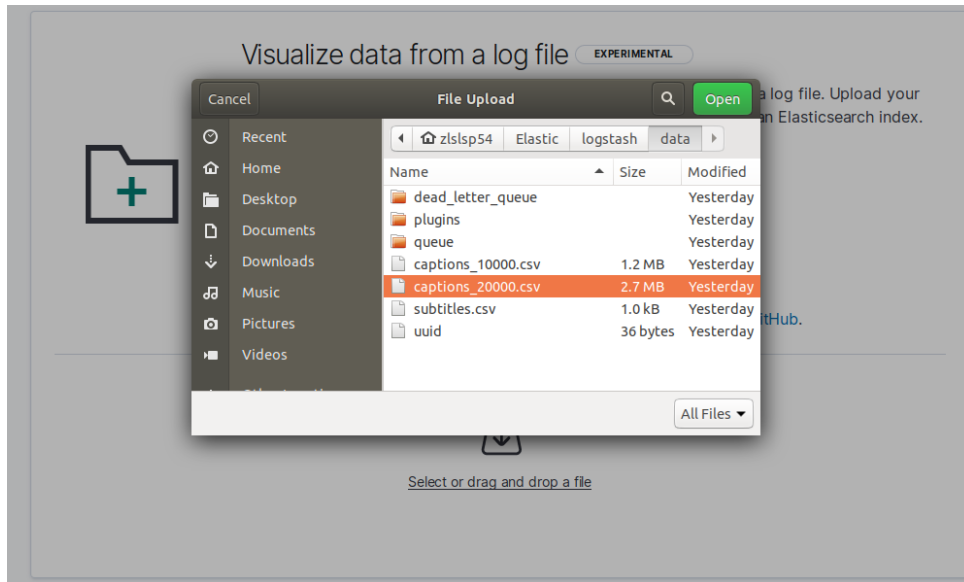 Visualize data from a log file EXPERIMENTAL
a log file. Upload your
an Elasticsearch index.
Cancel File Upload Open
Recent
Home
Desktop
Documents
Downloads
Music
Pictures
Videos
zlslsp54 Elastic logstash data
Name Size Modified
dead_letter_queue Yesterday
plugins Yesterday
queue Yesterday
captions_10000.csv 1.2 MB Yesterday
captions_20000.csv 2.7 MB Yesterday
subtitles.csv 1.0 kB Yesterday
uuid 36 bytes Yesterday
All Files
itHub.
Select or drag and drop a file